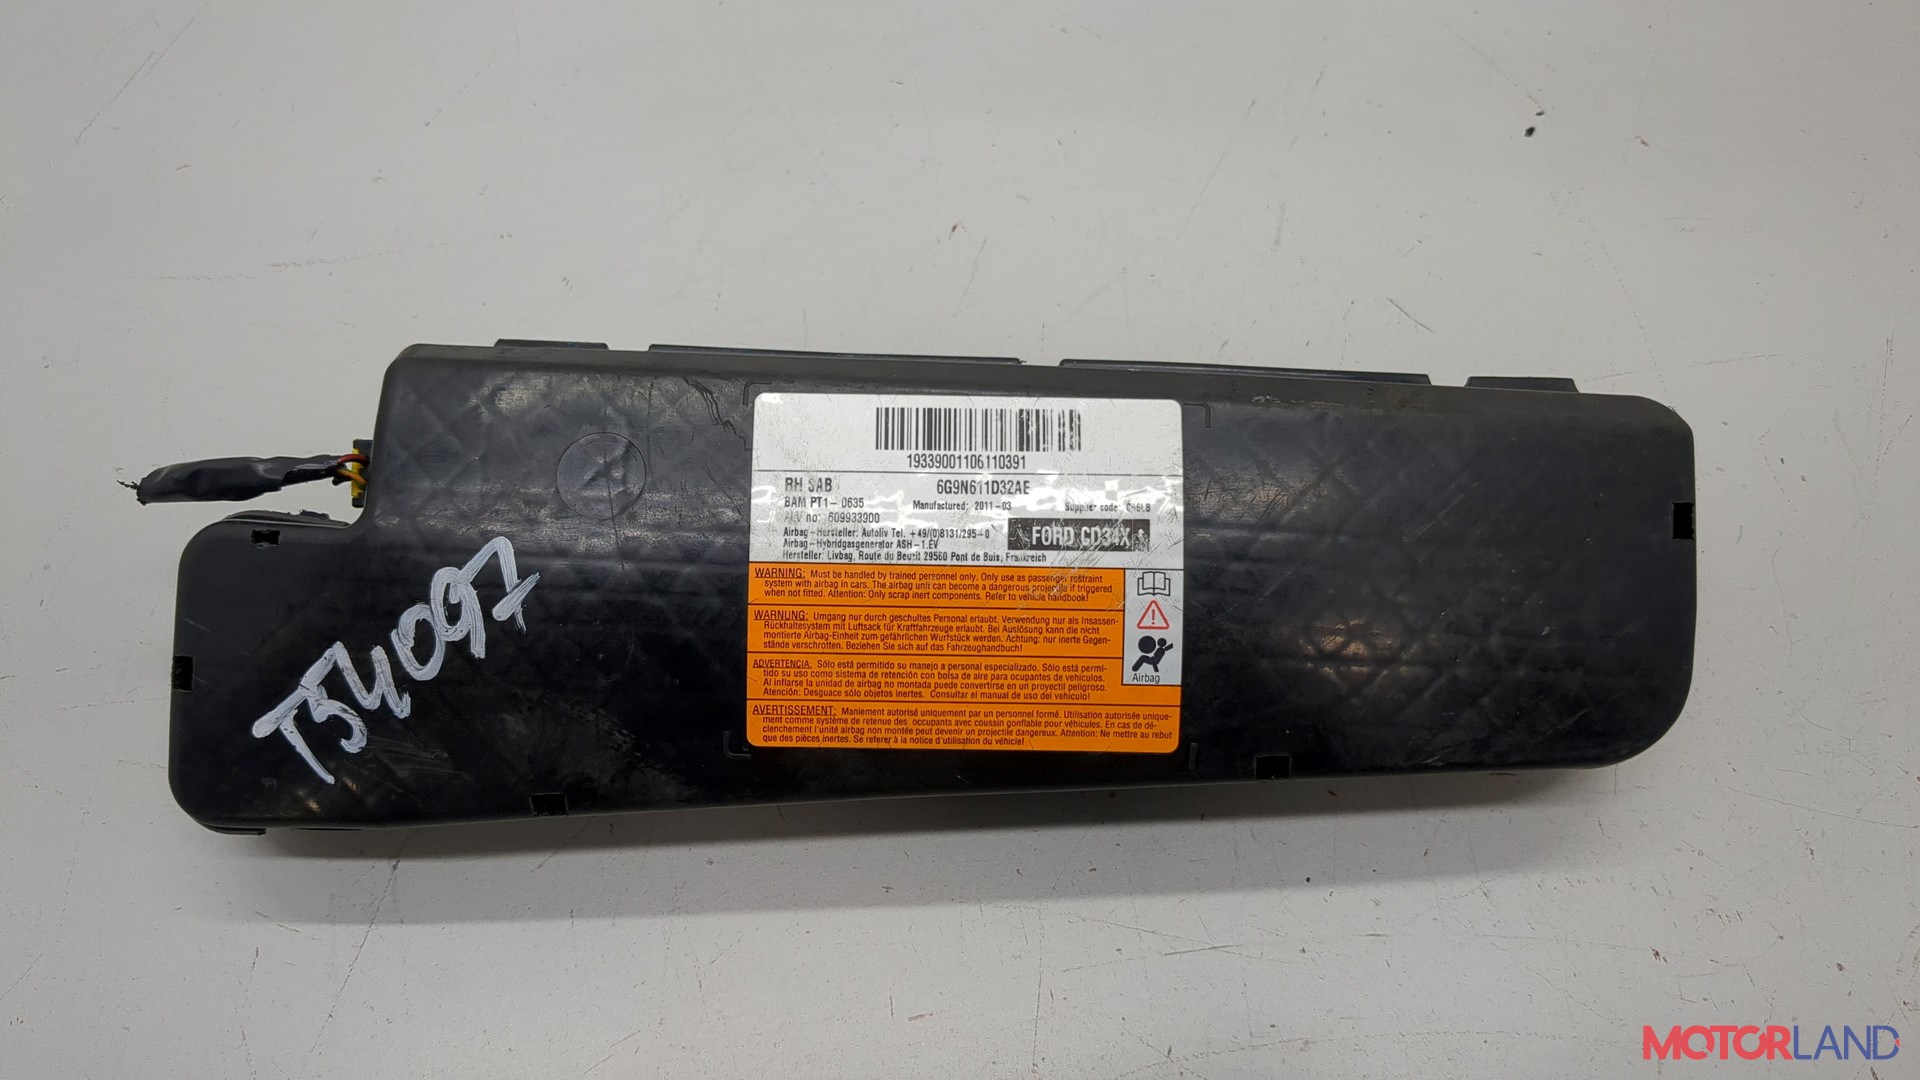 19339001106110391
RH SAB 6G9N611D32AE
BAM PT1-0635 Manufactured: 2011-03 Supplier code:
no: 609933900
Airbag-Hersteller: Autoliv Tel. +49/(0)8131/295-0
Airbag-Hybridgasgenerator ASH-1.EV
Hersteller: Livbag, Route du Beuzit 29560 Pont de Buis, Frankreich
FORD CD34X
WARNING: Must be handled by trained personnel only. Only use as passenger restraint
system with airbag in cars. The airbag unit can become a dangerous projectile if triggered
when not fitted. Attention: Only scrap inert components. Refer to vehicle handbook!
WARNUNG: Umgang nur durch geschultes Personal erlaubt. Verwendung nur als Insassen-
Rückhaltesystem mit Luftsack für Kraftfahrzeuge erlaubt. Bei Auslösung kann die nicht
montierte Airbag-Einheit zum gefährlichen Wurfstück werden. Achtung: nur inerte Gegen-
stände verschrotten. Beziehen Sie sich auf das Fahrzeughandbuch!
ADVERTENCIA: Sólo está permitido su manejo a personal especializado. Sólo está permi-
tido su uso como sistema de retención con bolsa de aire para ocupantes de vehículos.
Al inflarse la unidad de airbag no montada puede convertirse en un proyectil peligroso.
Atención: Desguace sólo objetos inertes. Consultar el manual de uso del vehículo!
AVERTISSEMENT: Maniement autorisé uniquement par un personnel formé. Utilisation autorisée unique-
ment comme système de retenue des occupants avec coussin gonflable pour véhicules. En cas de dé-
clenchement l'unité airbag non montée peut devenir un projectile dangereux. Attention: Ne mettre au rebut
que des pièces inertes. Se referer à la notice d'utilisation du véhicle!
Airbag
T54097
MOTORLAND